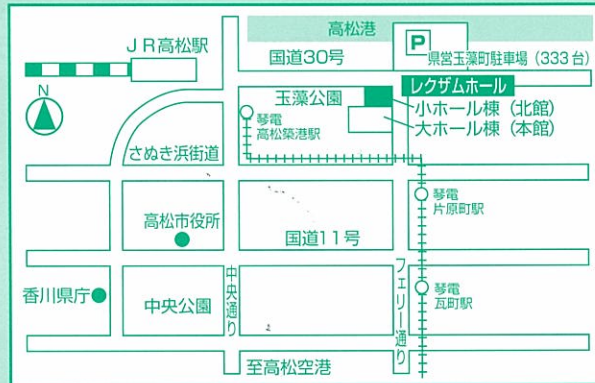 高松港
JR高松駅
国道30号
P
県営玉藻町駐車場（333台）
N
玉藻公園
レクザムホール
小ホール棟（北館）
大ホール棟（本館）
琴電
高松築港駅
さぬき浜街道
琴電
片原町駅
高松市役所
国道11号
香川県庁
中央公園
中央通り
フェリー通り
琴電
瓦町駅
至高松空港